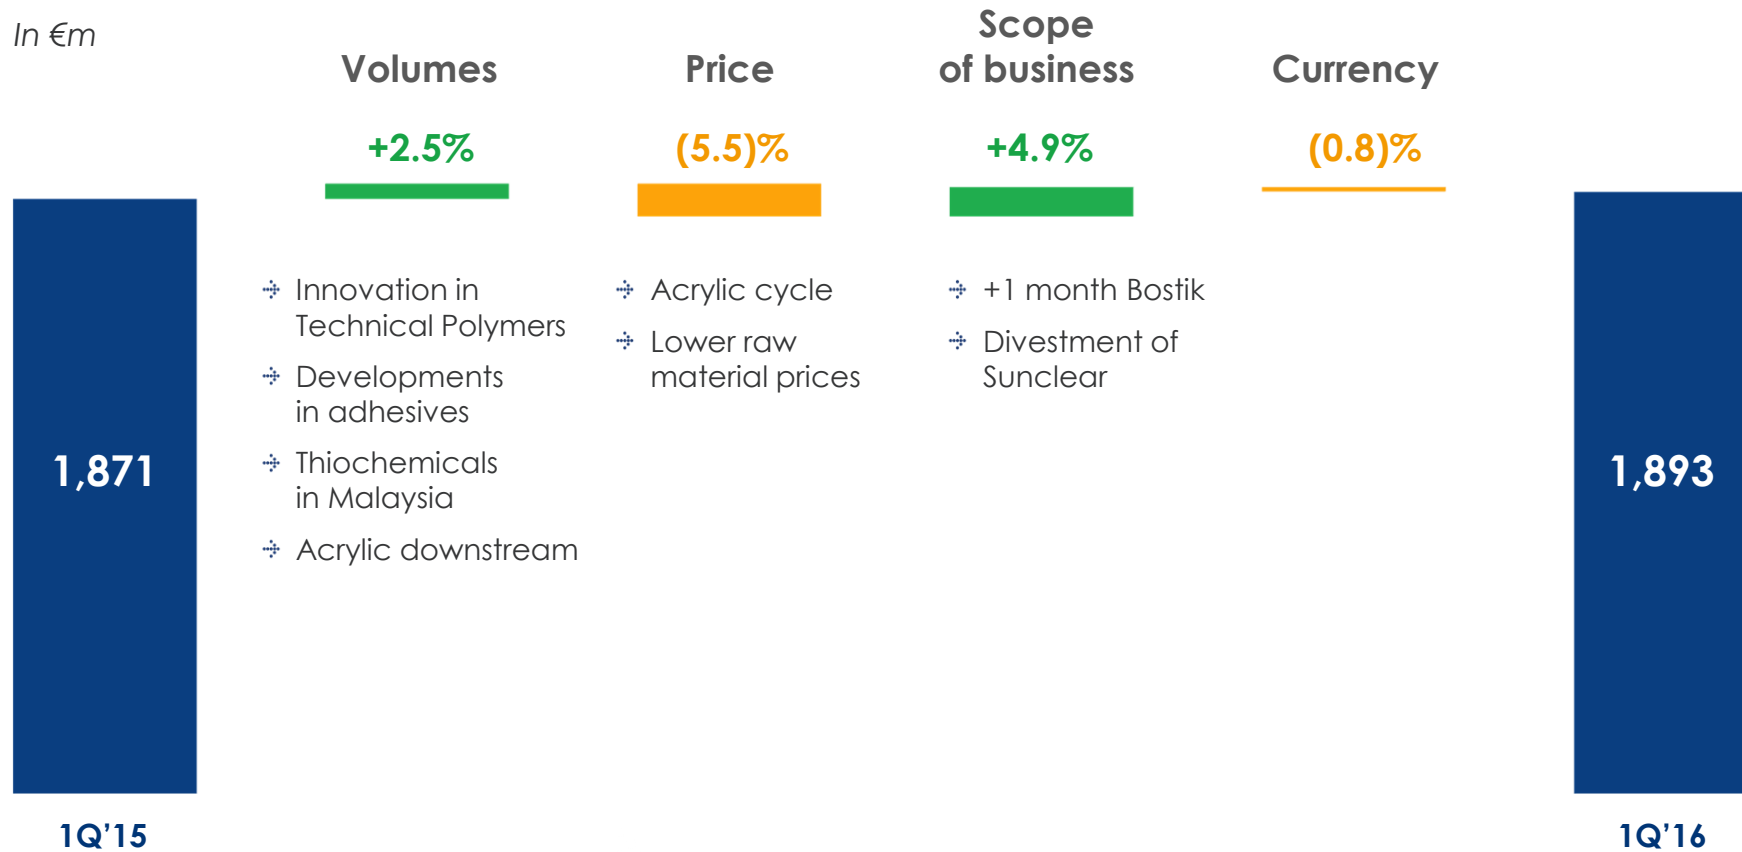 In €m
Volumes
+2.5%
Innovation in
Technical Polymers
Developments
in adhesives
Thiochemicals
in Malaysia
Acrylic downstream
Price
(5.5)%
Acrylic cycle
Lower raw
material prices
Scope
of business
+4.9%
+1 month Bostik
Divestment of
Sunclear
Currency
(0.8)%
1,871
1Q’15
1,893
1Q’16